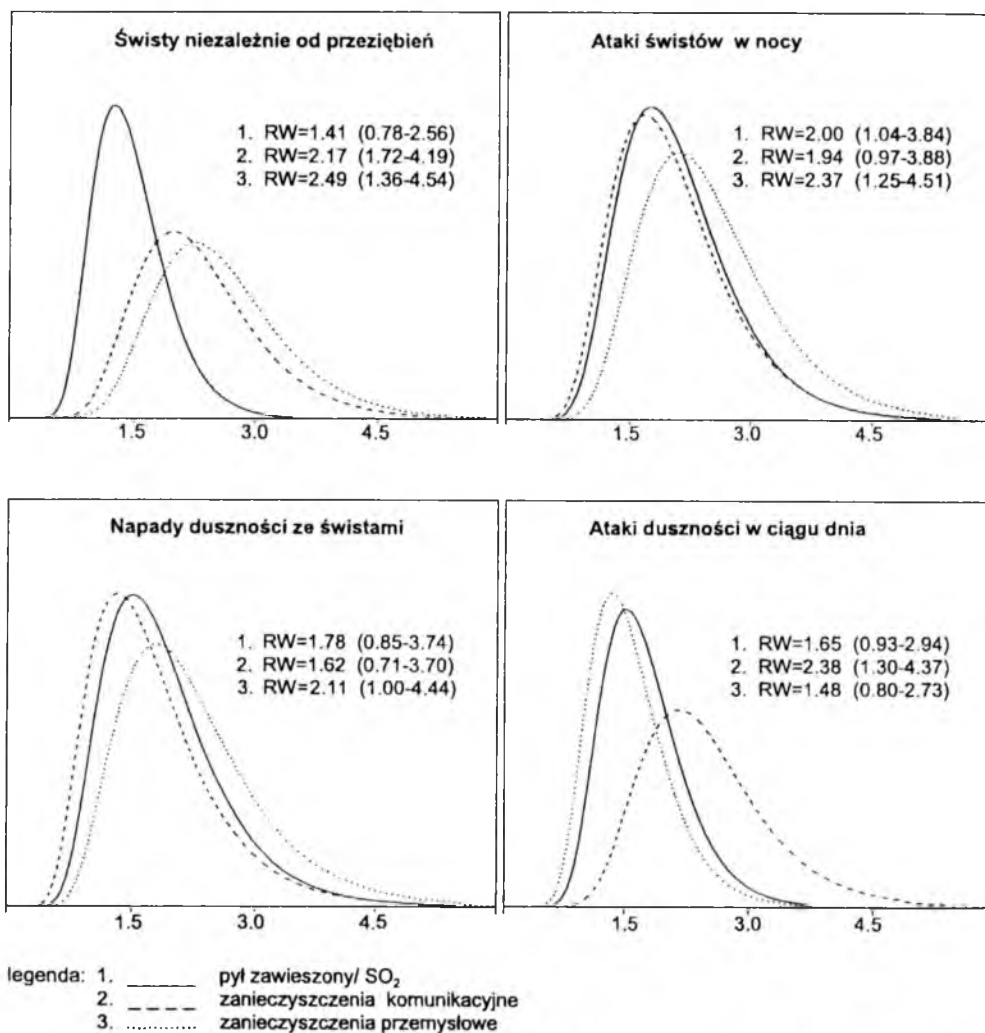 Świsty niezależnie od przeziębień
1. RW=1.41 (0.78-2.56)
2. RW=2.17 (1.72-4.19)
3. RW=2.49 (1.36-4.54)
1.5 3.0 4.5
Ataki świstów w nocy
1. RW=2.00 (1.04-3.84)
2. RW=1.94 (0.97-3.88)
3. RW=2.37 (1.25-4.51)
1.5 3.0 4.5
Napady duszności ze świstami
1. RW=1.78 (0.85-3.74)
2. RW=1.62 (0.71-3.70)
3. RW=2.11 (1.00-4.44)
1.5 3.0 4.5
Ataki duszności w ciągu dnia
1. RW=1.65 (0.93-2.94)
2. RW=2.38 (1.30-4.37)
3. RW=1.48 (0.80-2.73)
1.5 3.0 4.5
legenda: 1. pył zawieszony/ SO₂
2. zanieczyszczenia komunikacyjne
3. zanieczyszczenia przemysłowe